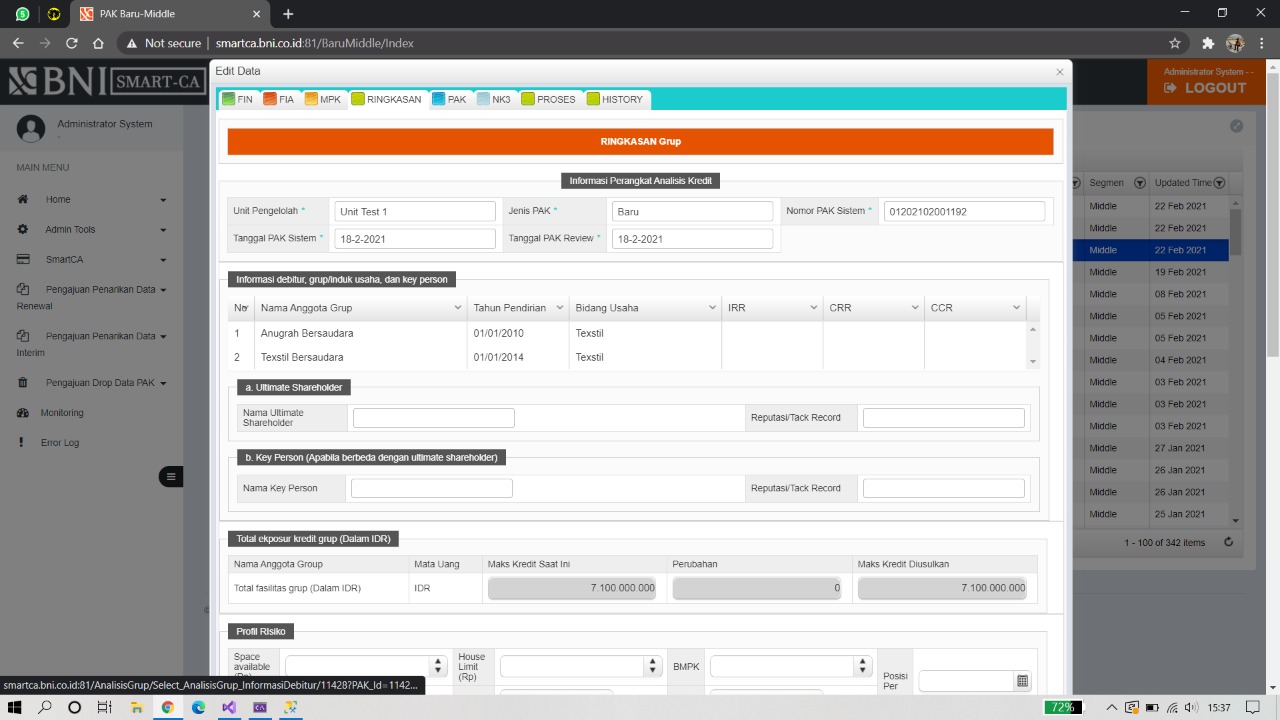 PAK Baru-Middle
Not secure | smartca.bni.co.id:81/BaruMiddle/Index
BNI SMART-CA
Edit Data
Administrator System - -
LOGOUT
Administrator System
-
MAIN MENU
Home
Admin Tools
SmartCA
Pengajuan Penarikan Data
Renewal
Pengajuan Penarikan Data
Interim
Pengajuan Drop Data PAK
Monitoring
Error Log
FIN FIA MPK RINGKASAN PAK NK3 PROSES HISTORY
RINGKASAN Grup
Informasi Perangkat Analisis Kredit
Unit Pengelolah * Unit Test 1 Jenis PAK * Baru Nomor PAK Sistem * 01202102001192
Tanggal PAK Sistem * 18-2-2021 Tanggal PAK Review * 18-2-2021
Informasi debitur, grup/induk usaha, dan key person
No Nama Anggota Grup Tahun Pendirian Bidang Usaha IRR CRR CCR
1 Anugrah Bersaudara 01/01/2010 Texstil
2 Texstil Bersaudara 01/01/2014 Texstil
a. Ultimate Shareholder
Nama Ultimate
Shareholder
Reputasi/Tack Record
b. Key Person (Apabila berbeda dengan ultimate shareholder)
Nama Key Person Reputasi/Tack Record
Total ekposur kredit grup (Dalam IDR)
Nama Anggota Group Mata Uang Maks Kredit Saat Ini Perubahan Maks Kredit Diusulkan
Total fasilitas grup (Dalam IDR) IDR 7.100.000.000 0 7.100.000.000
Profil Risiko
Space
available
House
Limit
(Rp)
BMPK
Posisi
Per
Segmen Updated Time
Middle 22 Feb 2021
Middle 22 Feb 2021
Middle 22 Feb 2021
Middle 19 Feb 2021
Middle 08 Feb 2021
Middle 05 Feb 2021
Middle 05 Feb 2021
Middle 04 Feb 2021
Middle 03 Feb 2021
Middle 03 Feb 2021
Middle 03 Feb 2021
Middle 27 Jan 2021
Middle 26 Jan 2021
Middle 26 Jan 2021
Middle 25 Jan 2021
1 - 100 of 342 items
smartca.bni.co.id:81/AnalisisGrup/Select_AnalisisGrup_InformasiDebitur/11428?PAK_Id=1142...
72%
15:37